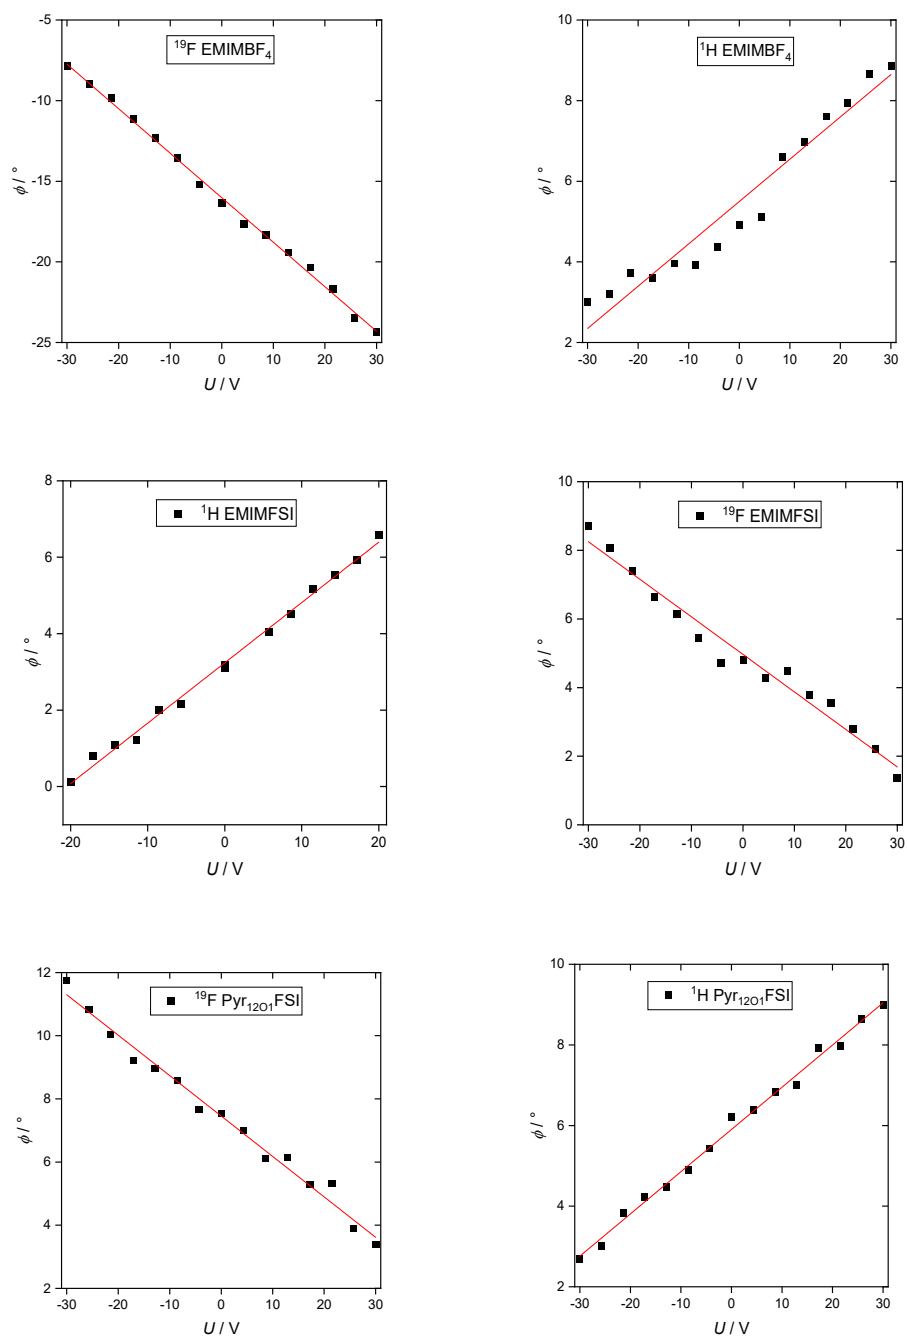 ¹⁹F EMIMBF₄
-5
-10
-15
-20
-25
ϕ / °
-30 -20 -10 0 10 20 30
U / V
¹H EMIMBF₄
10
8
6
4
2
ϕ / °
-30 -20 -10 0 10 20 30
U / V
¹H EMIMFSI
8
6
4
2
0
ϕ / °
-20 -10 0 10 20
U / V
¹⁹F EMIMFSI
10
8
6
4
2
0
ϕ / °
-30 -20 -10 0 10 20 30
U / V
¹⁹F Pyr₁₂O₁FSI
12
10
8
6
4
2
ϕ / °
-30 -20 -10 0 10 20 30
U / V
¹H Pyr₁₂O₁FSI
10
8
6
4
2
ϕ / °
-30 -20 -10 0 10 20 30
U / V